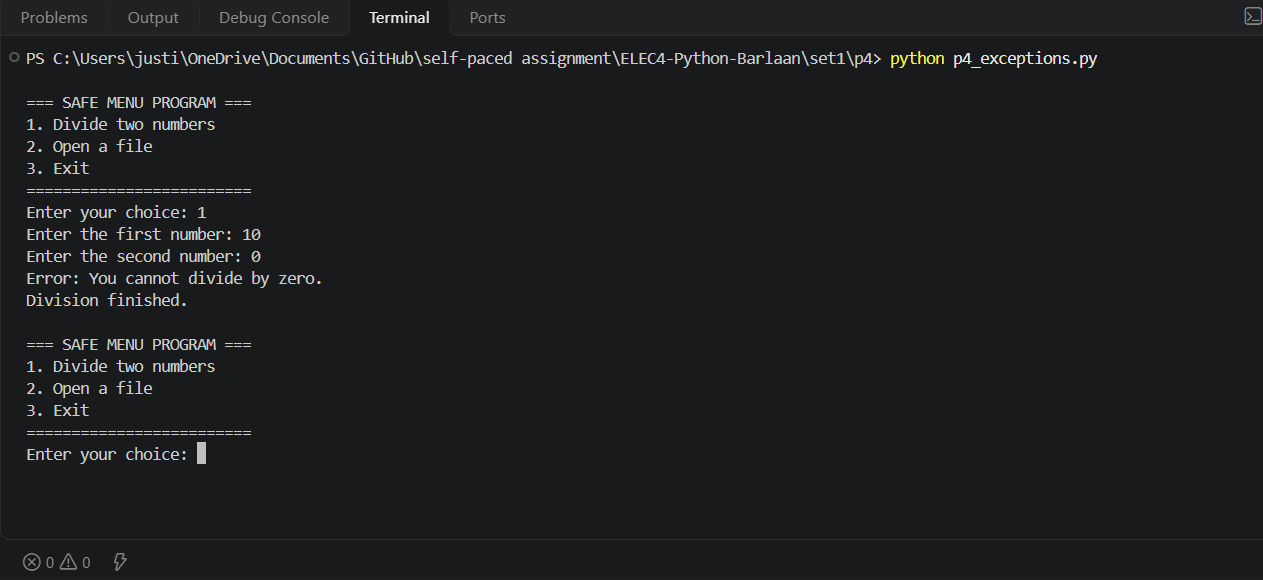 Problems Output Debug Console Terminal Ports
PS C:\Users\justi\OneDrive\Documents\GitHub\self-paced assignment\ELEC4-Python-Barlaan\set1\p4> python p4_exceptions.py
=== SAFE MENU PROGRAM ===
1. Divide two numbers
2. Open a file
3. Exit
=========================
Enter your choice: 1
Enter the first number: 10
Enter the second number: 0
Error: You cannot divide by zero.
Division finished.
=== SAFE MENU PROGRAM ===
1. Divide two numbers
2. Open a file
3. Exit
=========================
Enter your choice:
0 0